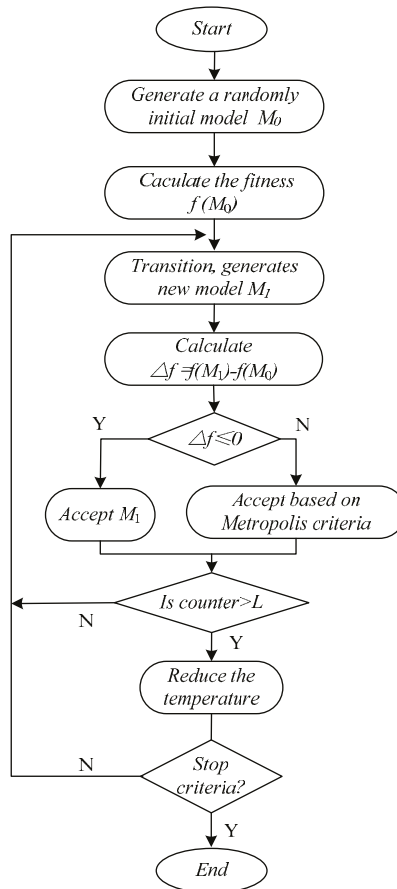 Start
Generate a randomly
initial model M₀
Caculate the fitness
f(M₀)
Transition, generates
new model M₁
Calculate
△f=f(M₁)-f(M₀)
Y
N
△f≤0
Accept M₁
Accept based on
Metropolis criteria
Is counter>L
N
Y
Reduce the
temperature
N
Stop
criteria?
Y
End